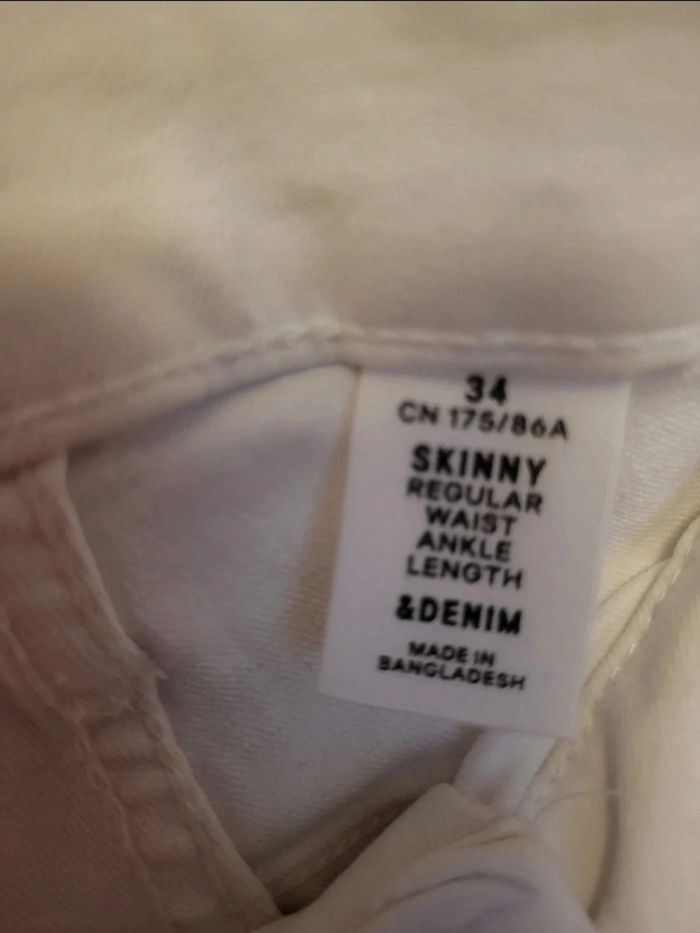 34
CN 175/86A
SKINNY
REGULAR
WAIST
ANKLE
LENGTH
&DENIM
MADE IN
BANGLADESH